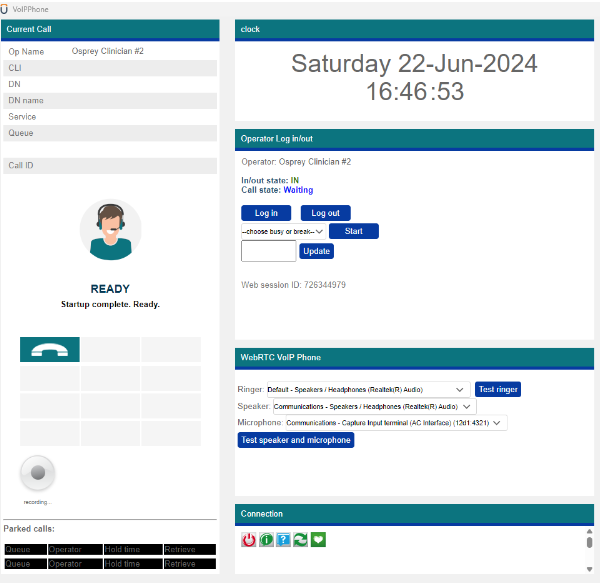 VoIPPhone
Current Call
Op Name Osprey Clinician #2
CLI
DN
DN name
Service
Queue
Call ID
READY
Startup complete. Ready.
recording...
Parked calls:
Queue Operator Hold time Retrieve
Queue Operator Hold time Retrieve
clock
Saturday 22-Jun-2024
16:46:53
Operator Log in/out
Operator: Osprey Clinician #2
In/out state: IN
Call state: Waiting
Log in Log out
--choose busy or break-- Start
Update
Web session ID: 726344979
WebRTC VoIP Phone
Ringer: Default - Speakers / Headphones (Realtek(R) Audio) Test ringer
Speaker: Communications - Speakers / Headphones (Realtek(R) Audio)
Microphone: Communications - Capture Input terminal (AC Interface) (12d1:4321)
Test speaker and microphone
Connection